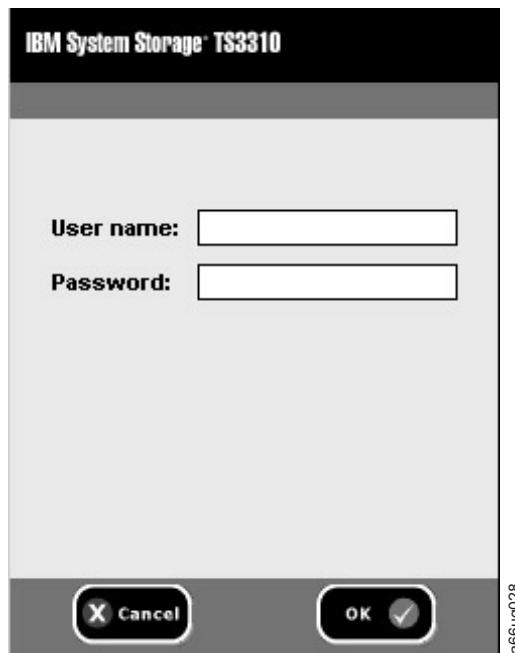 IBM System Storage® TS3310
User name:
Password:
X Cancel
OK
a66ug028